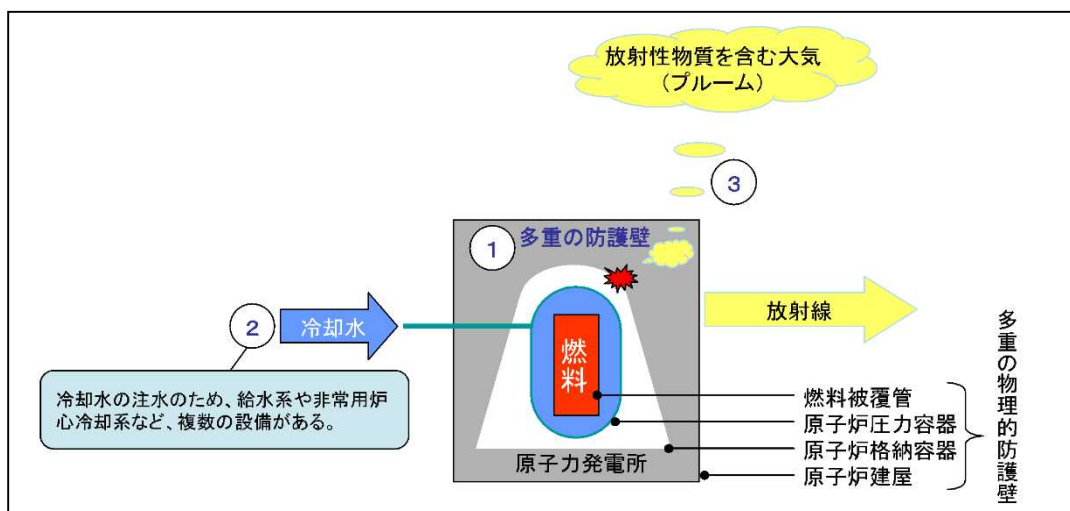 放射性物質を含む大気
（プルーム）
③
①
多重の防護壁
②
冷却水
放射線
燃料
冷却水の注水のため、給水系や非常用炉
心冷却系など、複数の設備がある。
原子力発電所
燃料被覆管
原子炉圧力容器
原子炉格納容器
原子炉建屋
多重の物理的防護壁